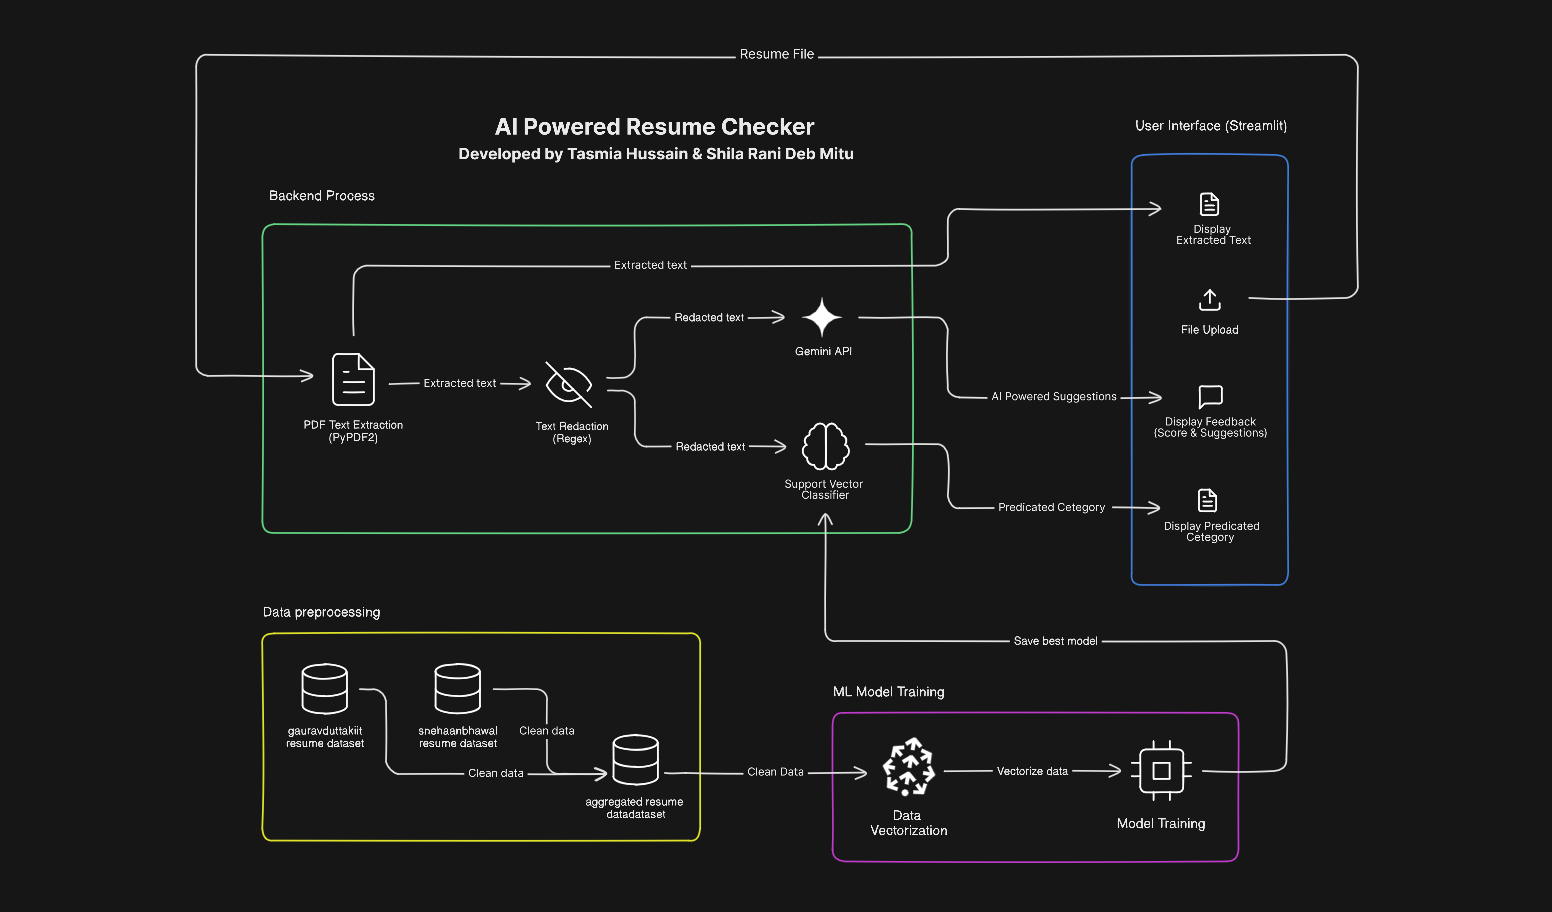 Resume File
AI Powered Resume Checker
Developed by Tasmia Hussain & Shila Rani Deb Mitu
User Interface (Streamlit)
Backend Process
Display
Extracted Text
Extracted text
File Upload
Redacted text
Gemini API
Extracted text
AI Powered Suggestions
PDF Text Extraction
(PyPDF2)
Text Redaction
(Regex)
Display Feedback
(Score & Suggestions)
Redacted text
Support Vector
Classifier
Predicated Cetegory
Display Predicated
Cetegory
Data preprocessing
Save best model
ML Model Training
gauravduttakiit
resume dataset
snehaanbhawal
resume dataset
Clean data
Clean data
aggregated resume
datadataset
Clean Data
Vectorize data
Data
Vectorization
Model Training